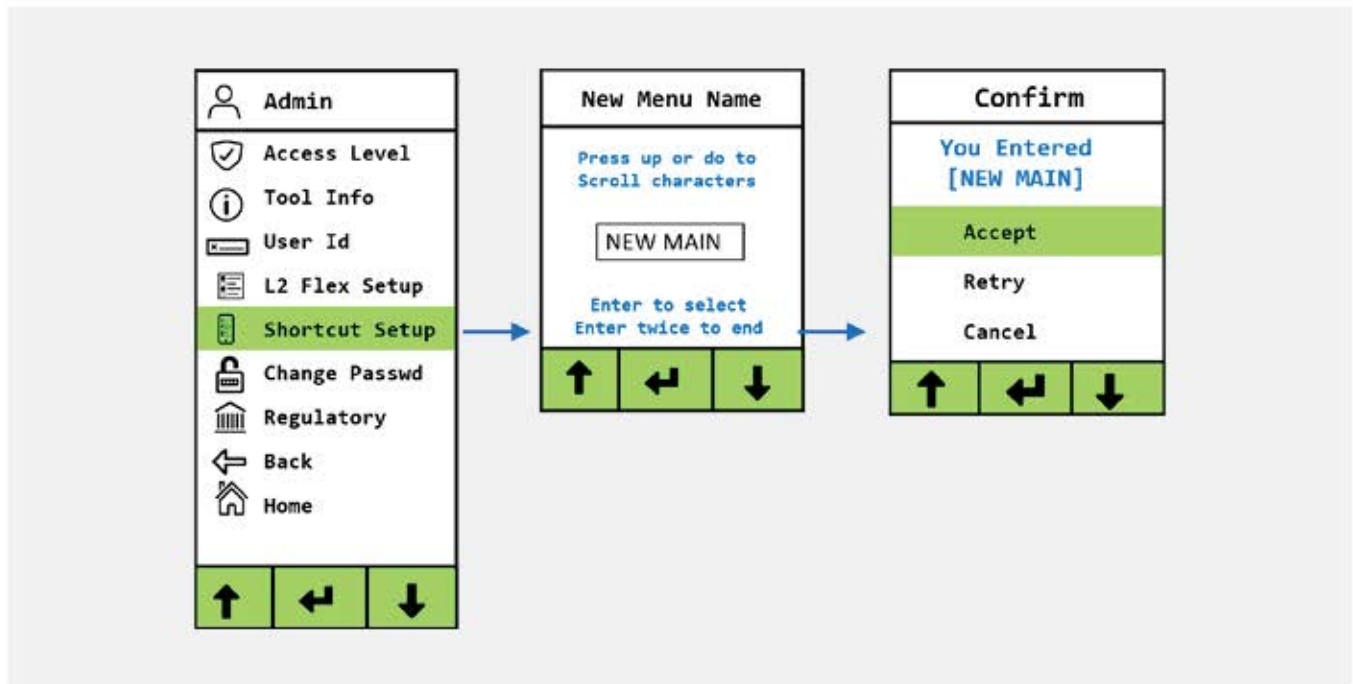 Admin
Access Level
Tool Info
User Id
L2 Flex Setup
Shortcut Setup
Change Passwd
Regulatory
Back
Home
New Menu Name
Press up or do to
Scroll characters
NEW MAIN
Enter to select
Enter twice to end
Confirm
You Entered
[NEW MAIN]
Accept
Retry
Cancel